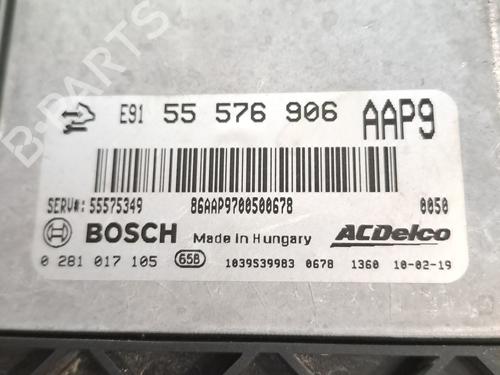 B-PARTS
E91 55 576 906 AAP9
SERV#: 55575349 86AAP9700500678 0050
BOSCH Made in Hungary ACDelco
0 281 017 105 65B 1039539983 0678 1360 10-02-19